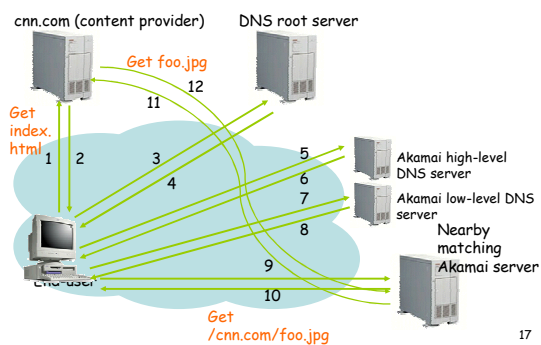 cnn.com (content provider)
DNS root server
Get foo.jpg
12
11
Get
index.
html
1
2
3
4
5
6
7
8
Akamai high-level
DNS server
Akamai low-level DNS
server
Nearby
matching
Akamai server
End-user
9
10
Get
/cnn.com/foo.jpg
17